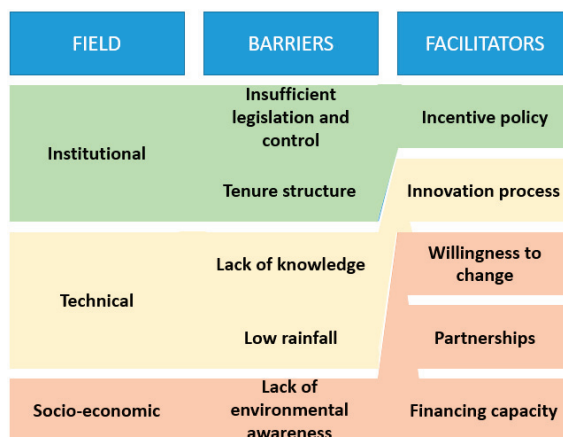 FIELD
BARRIERS
FACILITATORS
Institutional
Insufficient
legislation and
control
Tenure structure
Incentive policy
Innovation process
Technical
Lack of knowledge
Low rainfall
Willingness to
change
Partnerships
Socio-economic
Lack of
environmental
awareness
Financing capacity